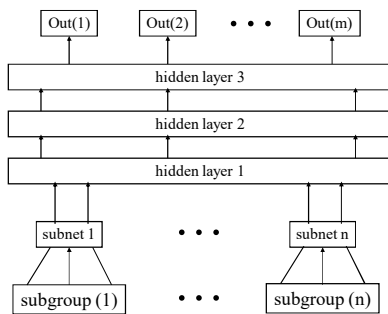 Out(1) Out(2) • • • Out(m)
hidden layer 3
hidden layer 2
hidden layer 1
subnet 1 • • • subnet n
subgroup (1) • • • subgroup (n)